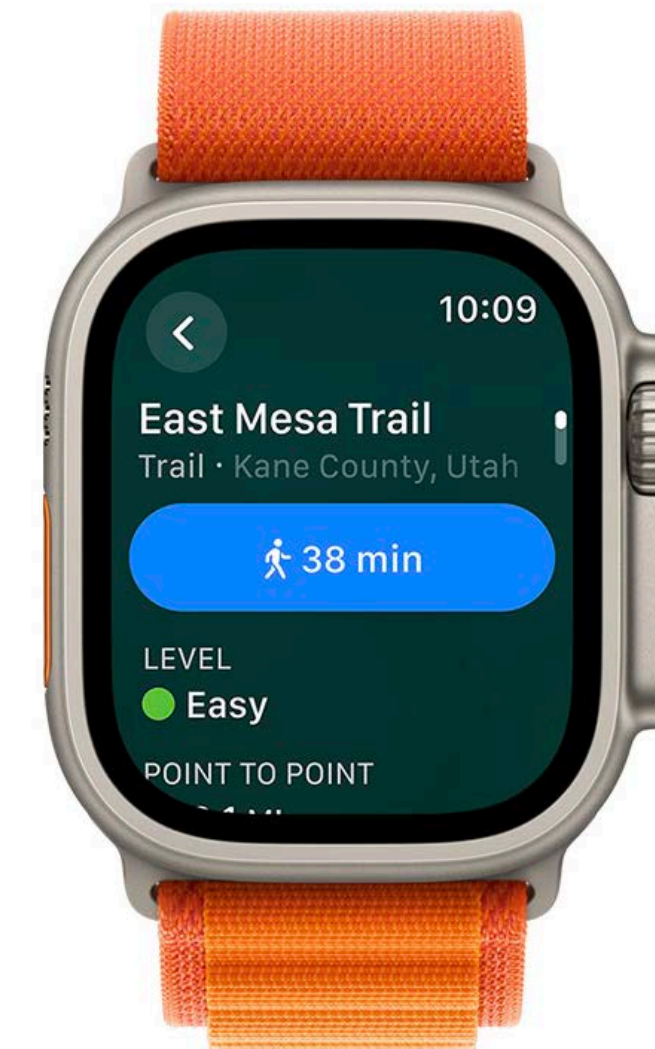 10:09
East Mesa Trail
Trail · Kane County, Utah
38 min
LEVEL
Easy
POINT TO POINT